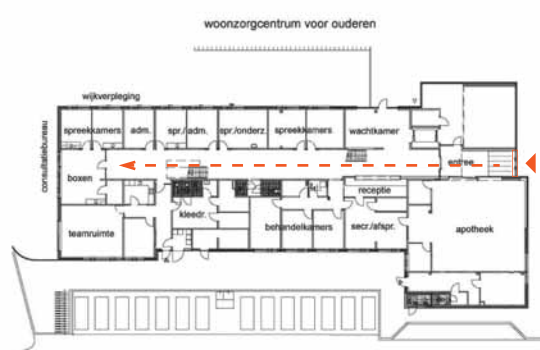 woonzorgcentrum voor ouderen
wijkverpleging
consultatiebureau
spreekkamers
adm.
spr./adm.
spr./onderz.
spreekkamers
wachtkamer
entree
boxen
receptie
kleedr.
teamruimte
behandelkamers
secr./afspr.
apotheek